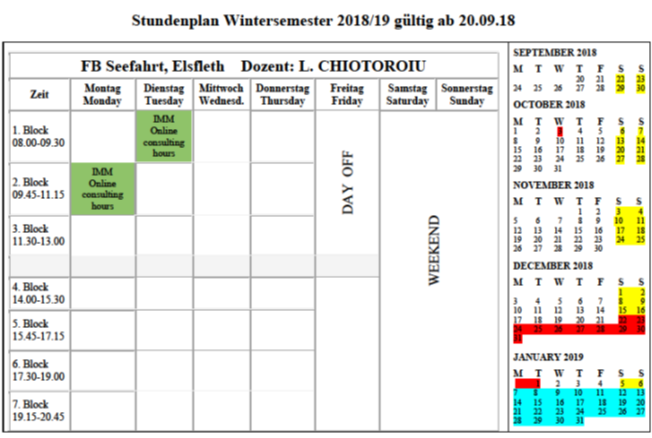 Stundenplan Wintersemester 2018/19 gültig ab 20.09.18
FB Seefahrt, Elsfleth Dozent: L. CHIOTOROIU
Zeit
Montag
Monday
Dienstag
Tuesday
Mittwoch
Wednesd.
Donnerstag
Thursday
Freitag
Friday
Samstag
Saturday
Sonnerstag
Sunday
1. Block
08.00-09.30
IMM
Online
consulting
hours
2. Block
09.45-11.15
IMM
Online
consulting
hours
3. Block
11.30-13.00
4. Block
14.00-15.30
5. Block
15.45-17.15
6. Block
17.30-19.00
7. Block
19.15-20.45
DAY OFF
WEEKEND
SEPTEMBER 2018
M T W T F S S
20 21 22 23
24 25 26 27 28 29 30
OCTOBER 2018
M T W T F S S
1 2 3 4 5 6 7
8 9 10 11 12 13 14
15 16 17 18 19 20 21
22 23 24 25 26 27 28
29 30 31
NOVEMBER 2018
M T W T F S S
1 2 3 4
5 6 7 8 9 10 11
12 13 14 15 16 17 18
19 20 21 22 23 24 25
26 27 28 29 30
DECEMBER 2018
M T W T F S S
1 2
3 4 5 6 7 8 9
10 11 12 13 14 15 16
17 18 19 20 21 22 23
24 25 26 27 28 29 30
31
JANUARY 2019
M T W T F S S
1 2 3 4 5 6
7 8 9 10 11 12 13
14 15 16 17 18 19 20
21 22 23 24 25 26 27
28 29 30 31